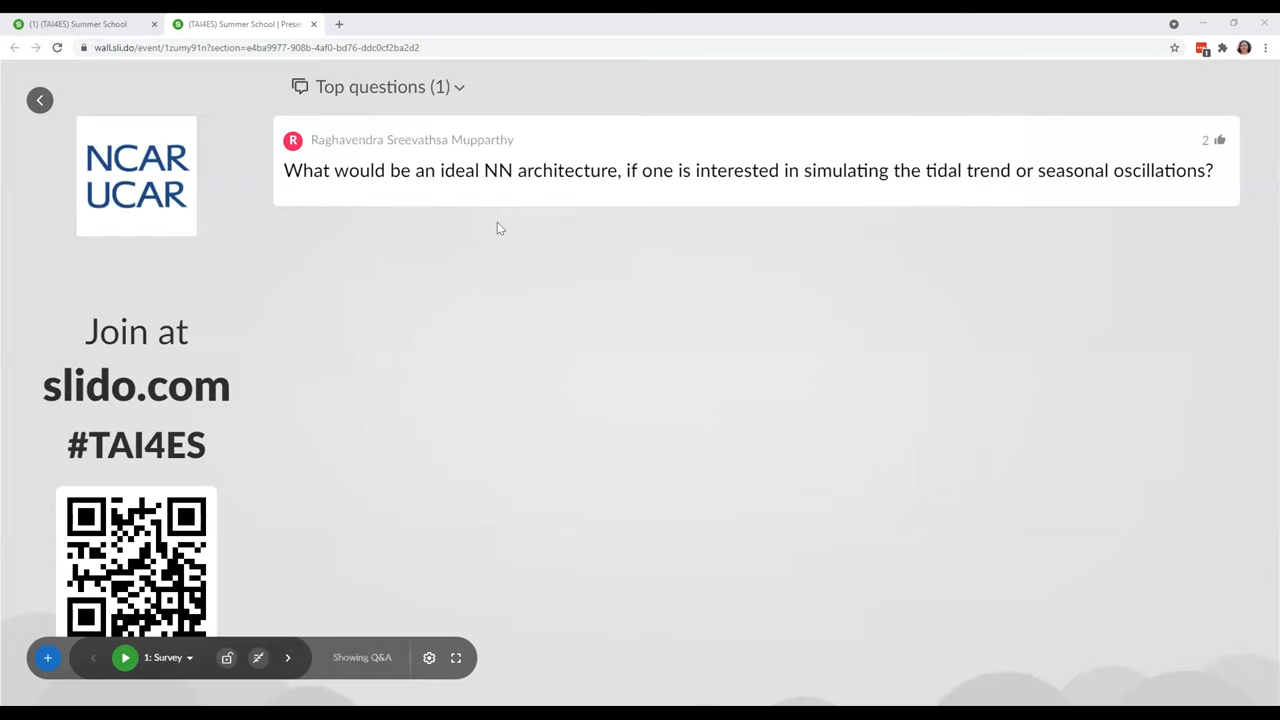 (1) (TAI4ES) Summer School
(TAI4ES) Summer School | Prese
wall.sli.do/event/1zumy91n?section=e4ba9977-908b-4af0-bd76-ddc0cf2ba2d2
1
Top questions (1)
NCAR
UCAR
R
Raghavendra Sreevathsa Mupparthy
2
What would be an ideal NN architecture, if one is interested in simulating the tidal trend or seasonal oscillations?
Join at
slido.com
#TAI4ES
1: Survey
Showing Q&A